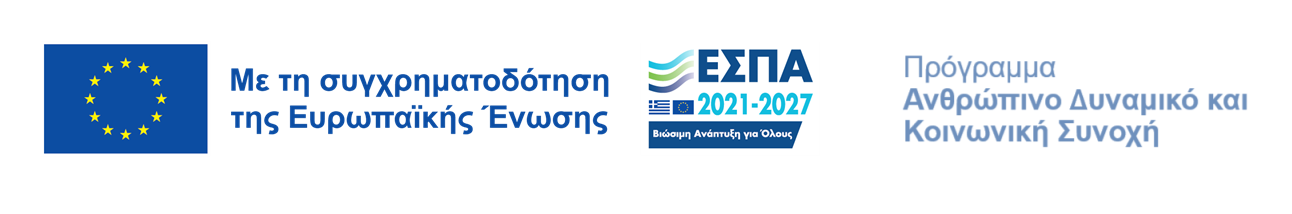 Με τη συγχρηματοδότηση
της Ευρωπαϊκής Ένωσης
ΕΣΠΑ
2021-2027
Βιώσιμη Ανάπτυξη για Όλους
Πρόγραμμα
Ανθρώπινο Δυναμικό και
Κοινωνική Συνοχή